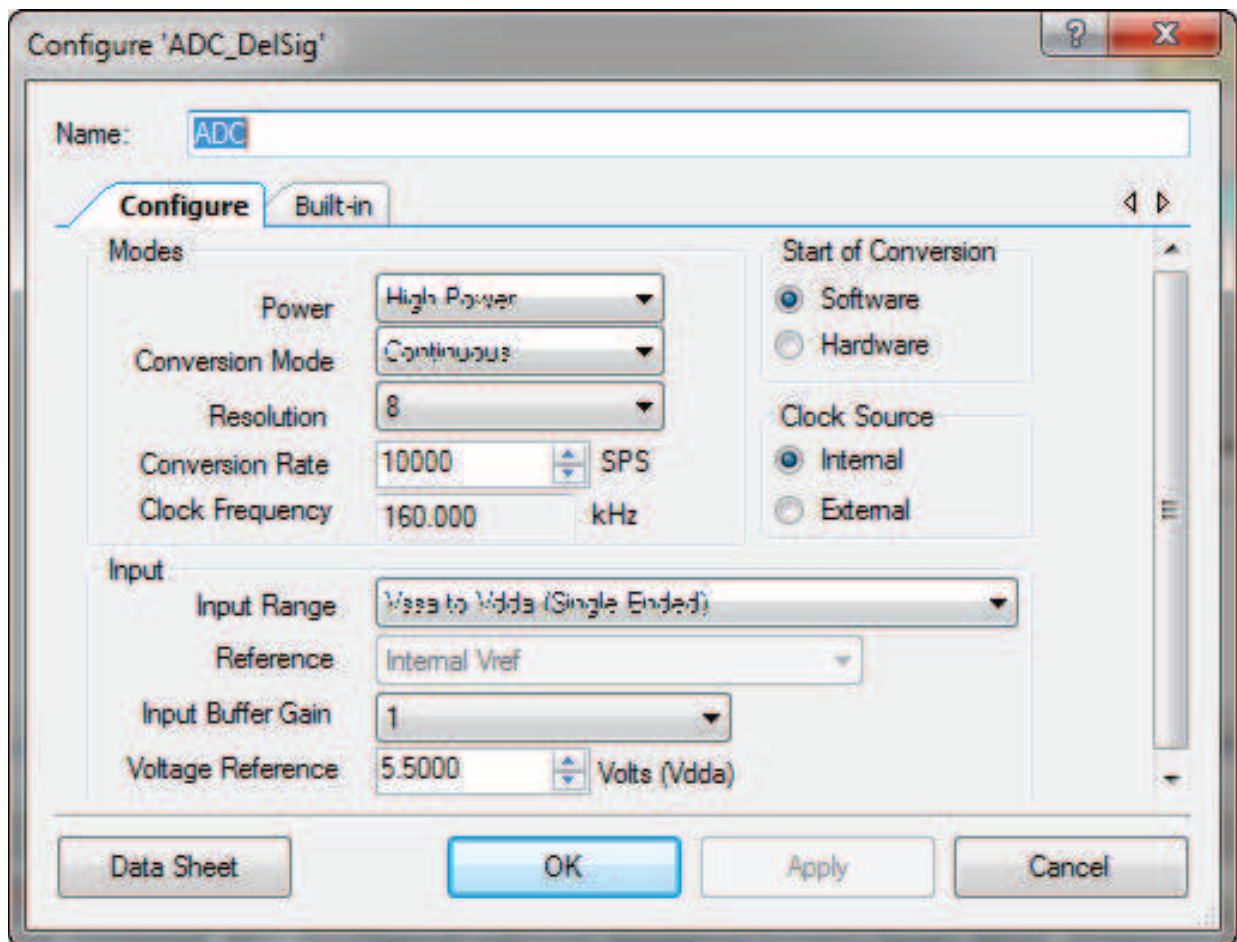 Configure 'ADC_DelSig'
Name: ADC
Configure Built-in
Modes
Power High Power
Conversion Mode Continuous
Resolution 8
Conversion Rate 10000 SPS
Clock Frequency 160.000 kHz
Start of Conversion
Software
Hardware
Clock Source
Internal
External
Input
Input Range Vssa to Vdda (Single Ended)
Reference Internal Vref
Input Buffer Gain 1
Voltage Reference 5.5000 Volts (Vdda)
Data Sheet OK Apply Cancel